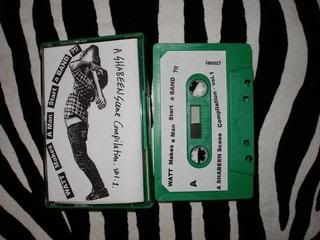 WATT MAKES A Man Start a BAND ?!!
A SHABEEN Scene Compilation. Vol.1.
WATT Makes a Man Start a BAND ?!!
A
A SHABEEN Scene Compilation - vol.1
(2008)